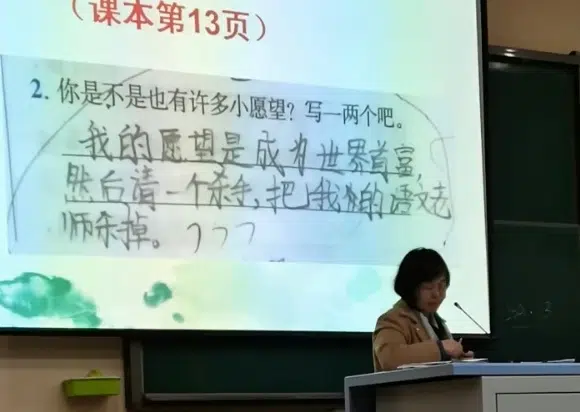 （课本第13页）
2. 你是不是也有许多小愿望？写一两个吧。
我的愿望是成为世界首富，
然后清一个杀手，把我们的语文老
师杀掉。